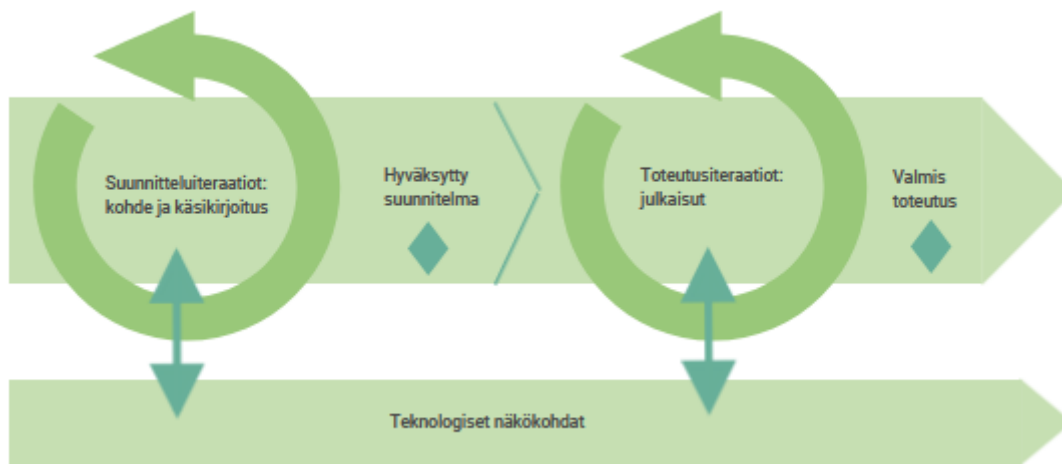 Suunnitteluiteraatiot:
kohde ja käsikirjoitus
Hyväksytty
suunnitelma
Toteutusiteraatiot:
julkaisut
Valmis
toteutus
Teknologiset näkökohdat